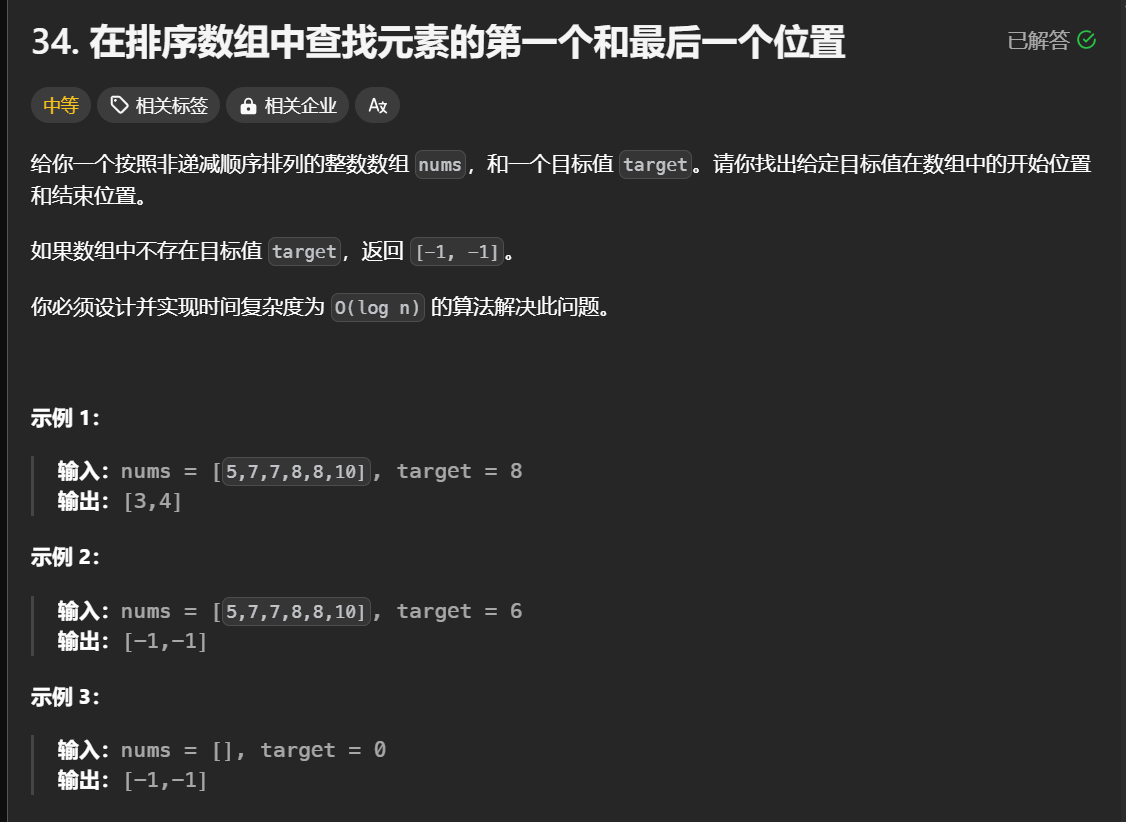 34. 在排序数组中查找元素的第一个和最后一个位置
已解答
中等 相关标签 相关企业 Ax
给你一个按照非递减顺序排列的整数数组 nums，和一个目标值 target。请你找出给定目标值在数组中的开始位置
和结束位置。
如果数组中不存在目标值 target，返回 [-1, -1]。
你必须设计并实现时间复杂度为 O(log n) 的算法解决此问题。
示例 1：
输入：nums = [5,7,7,8,8,10], target = 8
输出：[3,4]
示例 2：
输入：nums = [5,7,7,8,8,10], target = 6
输出：[-1,-1]
示例 3：
输入：nums = [], target = 0
输出：[-1,-1]